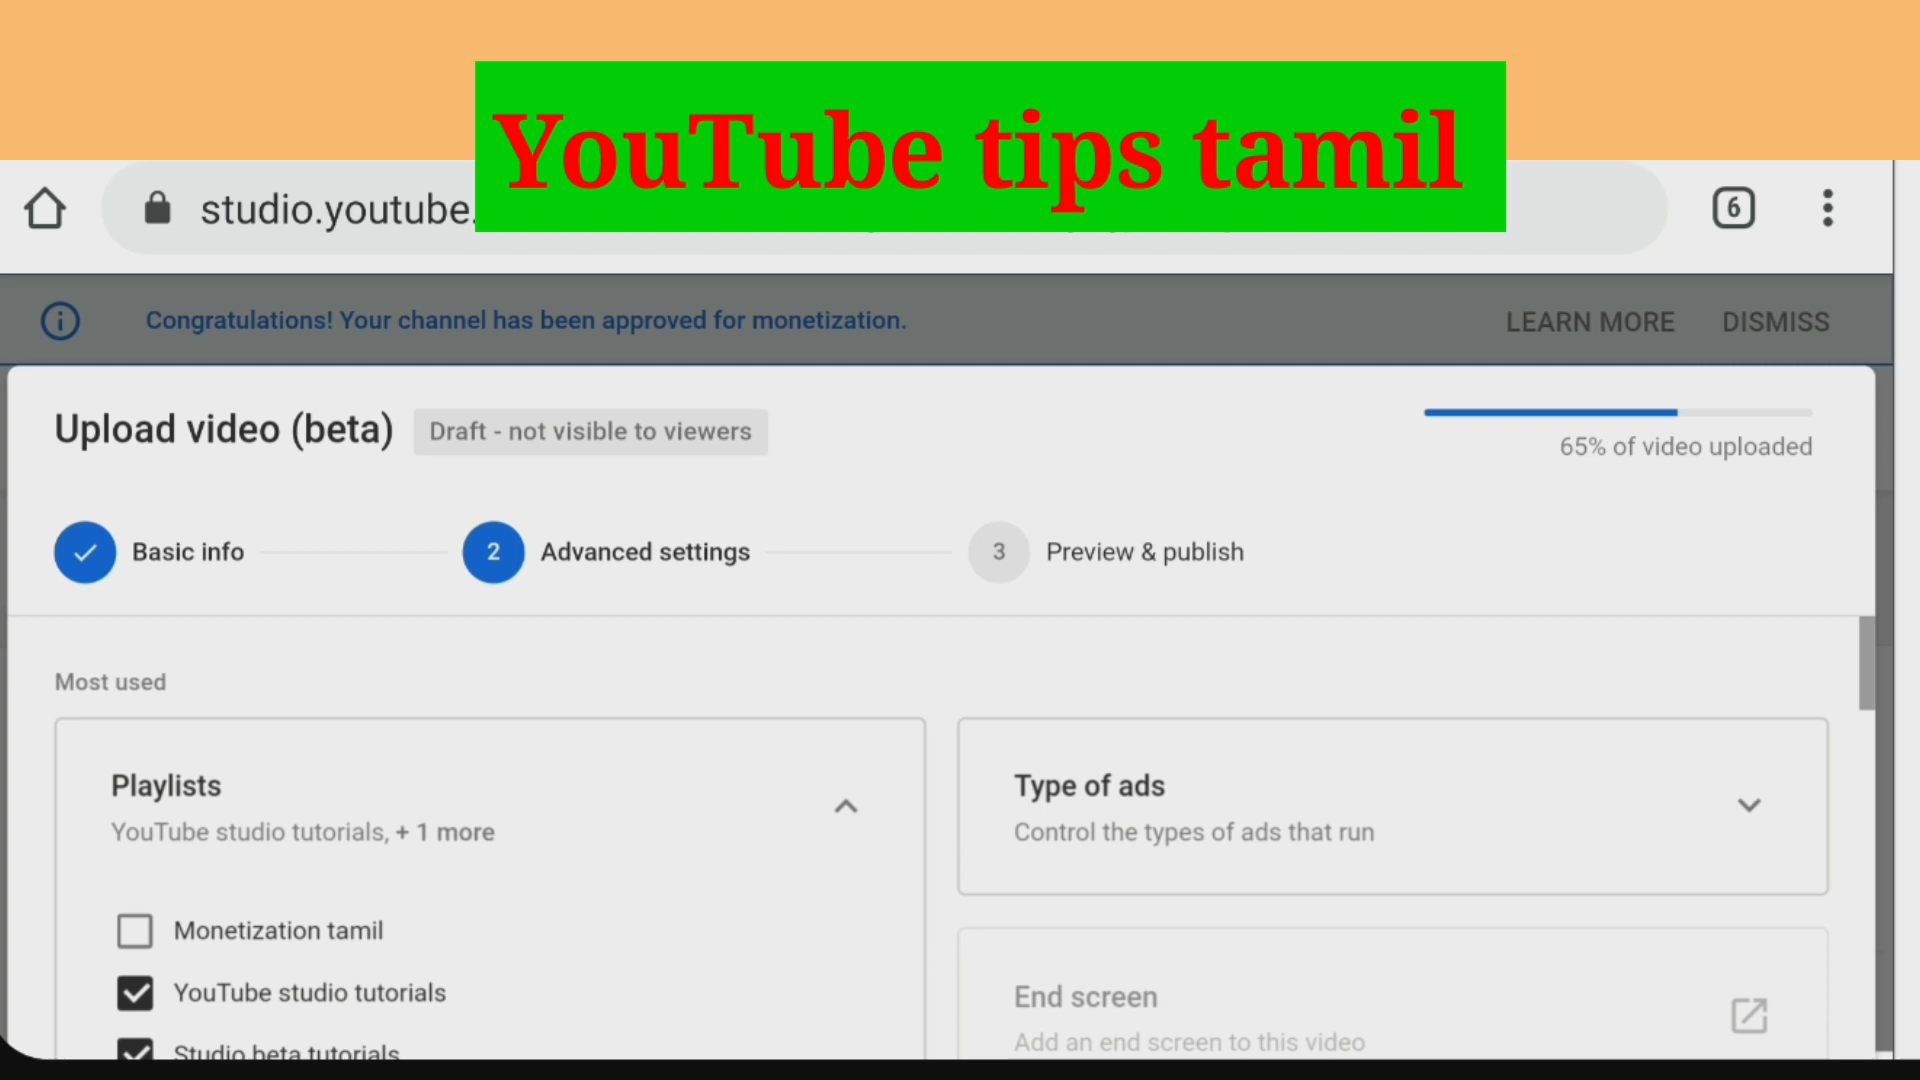 YouTube tips tamil
studio.youtube.
6
Congratulations! Your channel has been approved for monetization.
LEARN MORE
DISMISS
Upload video (beta)
Draft - not visible to viewers
65% of video uploaded
Basic info
2
Advanced settings
3
Preview & publish
Most used
Playlists
YouTube studio tutorials, + 1 more
Monetization tamil
YouTube studio tutorials
Studio beta tutorials
Type of ads
Control the types of ads that run
End screen
Add an end screen to this video